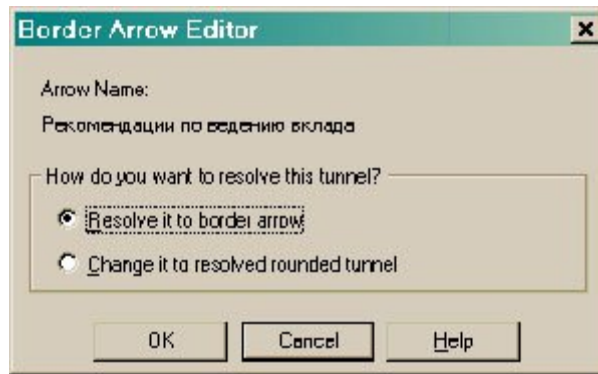 Border Arrow Editor
Arrow Name:
Рекомендации по ведению вклада
How do you want to resolve this tunnel?
Resolve it to border arrow
Change it to resolved rounded tunnel
OK Cancel Help